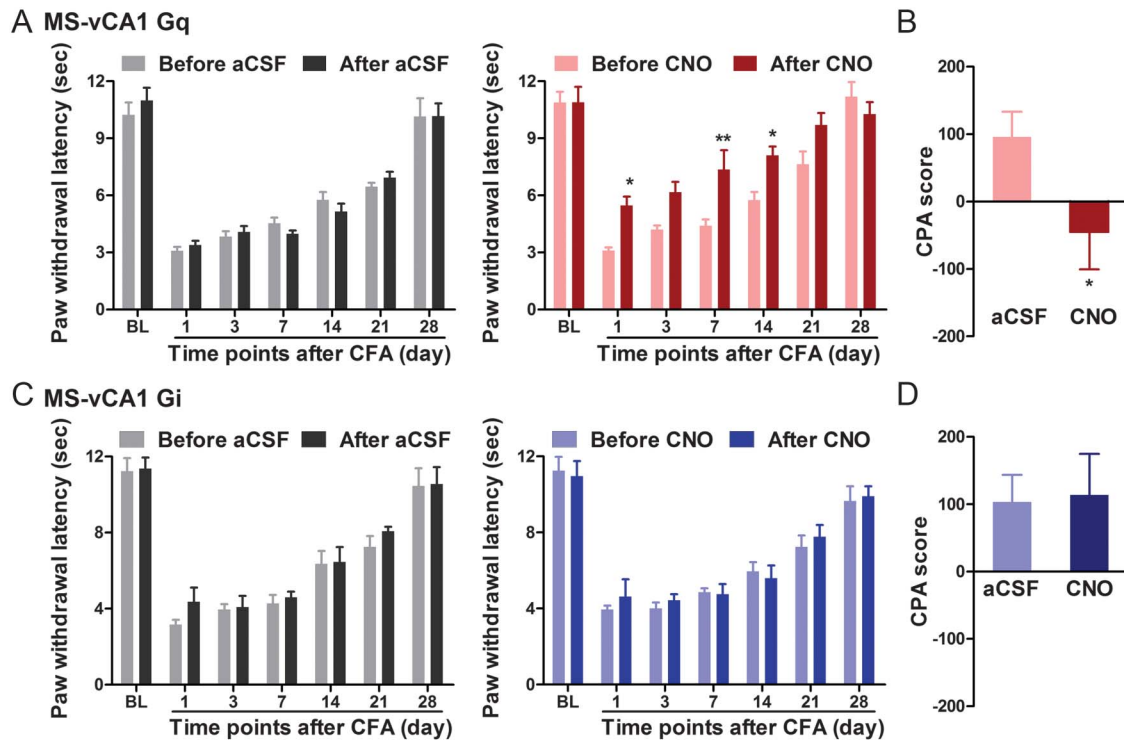 A MS-vCA1 Gq
Paw withdrawal latency (sec)
Before aCSF After aCSF
12
9
6
3
0
BL 1 3 7 14 21 28
Time points after CFA (day)
Paw withdrawal latency (sec)
Before CNO After CNO
12
9
6
3
0
* ** *
BL 1 3 7 14 21 28
Time points after CFA (day)
B
CPA score
200
100
0
-100
-200
*
aCSF CNO
C MS-vCA1 Gi
Paw withdrawal latency (sec)
Before aCSF After aCSF
12
8
4
0
BL 1 3 7 14 21 28
Time points after CFA (day)
Paw withdrawal latency (sec)
Before CNO After CNO
12
8
4
0
BL 1 3 7 14 21 28
Time points after CFA (day)
D
CPA score
200
100
0
-100
-200
aCSF CNO